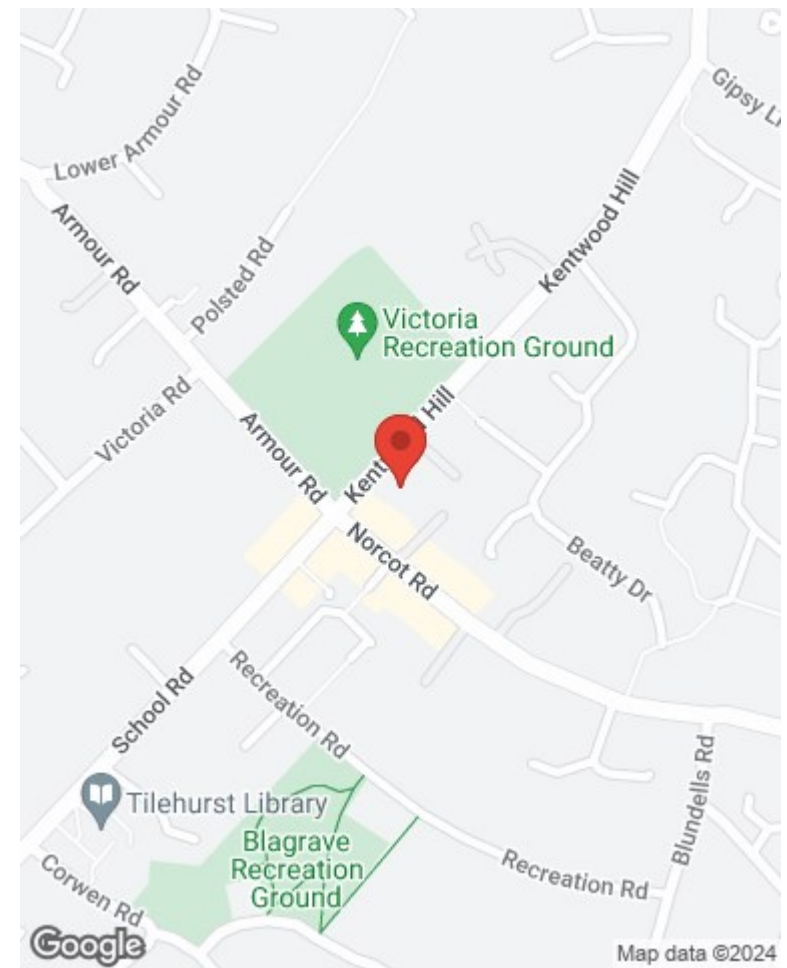 Gipsy L
Lower Armour Rd
Kentwood Hill
Armour Rd
Polsted Rd
Victoria
Recreation Ground
Victoria Rd
Armour Rd
Kent Hill
Norcot Rd
Beatty Dr
School Rd
Recreation Rd
Blundells Rd
Tilehurst Library
Blagrave
Recreation
Ground
Recreation Rd
Corwen Rd
Google
Map data ©2024